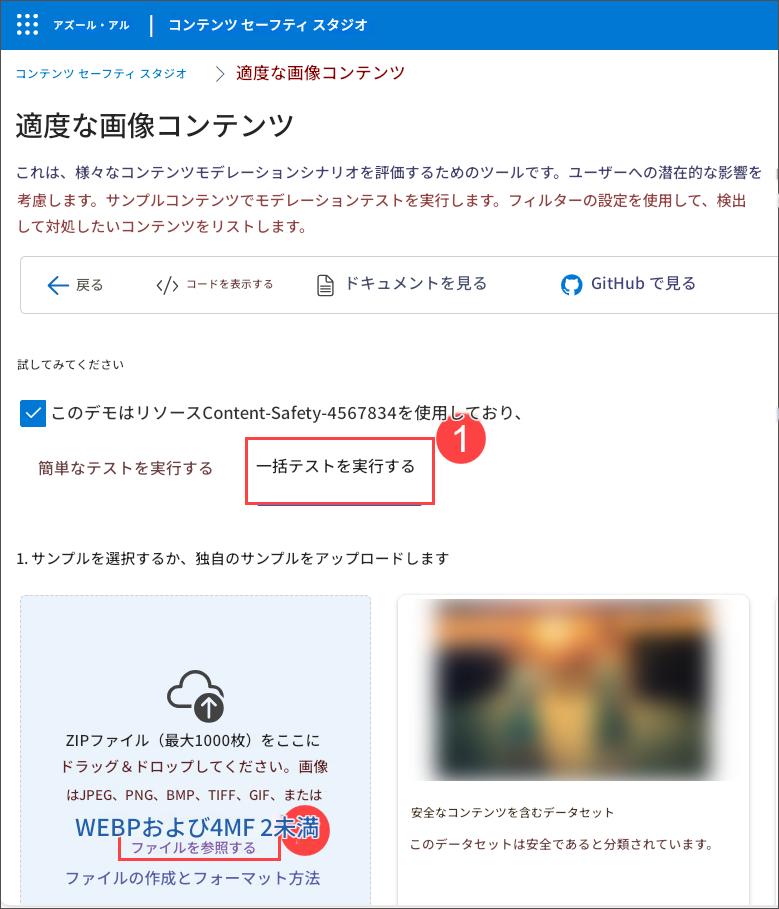 アズール・アル | コンテンツ セーフティ スタジオ
コンテンツ セーフティ スタジオ > 適度な画像コンテンツ
適度な画像コンテンツ
これは、様々なコンテンツモデレーションシナリオを評価するためのツールです。ユーザーへの潜在的な影響を
考慮します。サンプルコンテンツでモデレーションテストを実行します。フィルターの設定を使用して、検出
して対処したいコンテンツをリストします。
戻る </> コードを表示する ドキュメントを見る GitHub で見る
試してみてください
このデモはリソースContent-Safety-4567834を使用しており、
1
簡単なテストを実行する 一括テストを実行する
1. サンプルを選択するか、独自のサンプルをアップロードします
ZIPファイル（最大1000枚）をここに
ドラッグ＆ドロップしてください。画像
はJPEG、PNG、BMP、TIFF、GIF、または
WEBPおよび4MF 2未満
ファイルを参照する
ファイルの作成とフォーマット方法
安全なコンテンツを含むデータセット
このデータセットは安全であると分類されています。